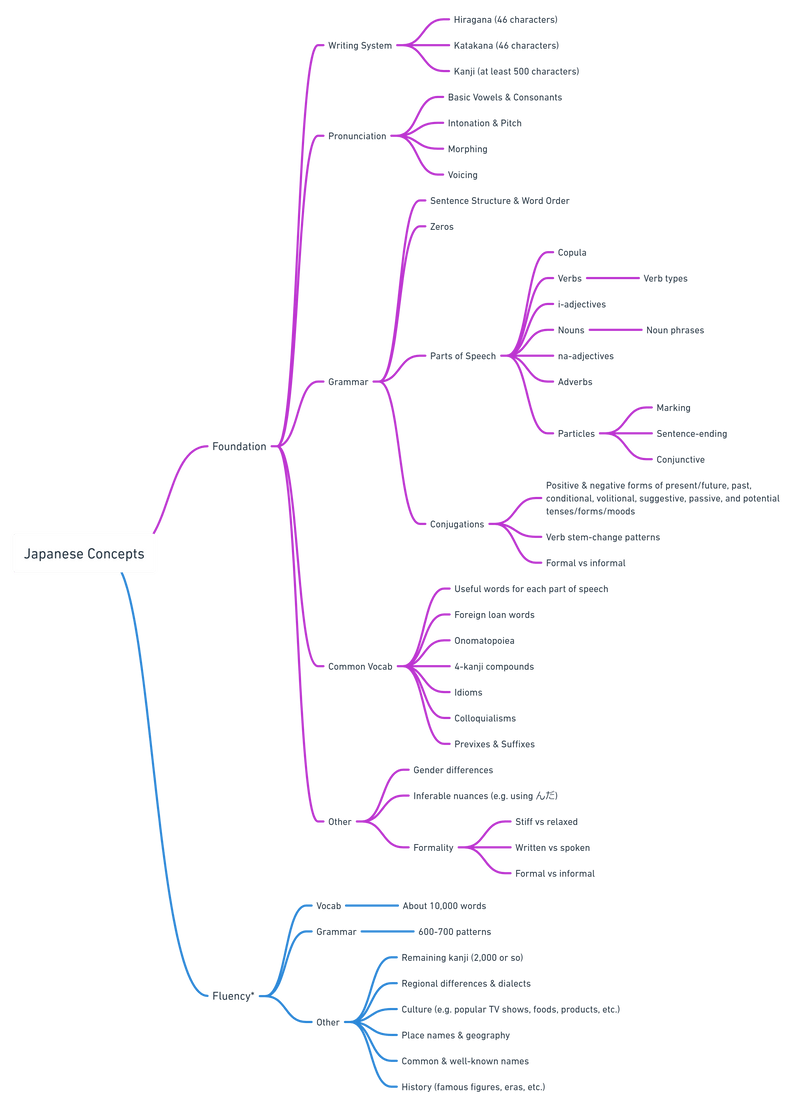 Japanese Concepts
Foundation
Writing System
Hiragana (46 characters)
Katakana (46 characters)
Kanji (at least 500 characters)
Pronunciation
Basic Vowels & Consonants
Intonation & Pitch
Morphing
Voicing
Grammar
Sentence Structure & Word Order
Zeros
Parts of Speech
Copula
Verbs
Verb types
i-adjectives
Nouns
Noun phrases
na-adjectives
Adverbs
Particles
Marking
Sentence-ending
Conjunctive
Conjugations
Positive & negative forms of present/future, past,
conditional, volitional, suggestive, passive, and potential
tenses/forms/moods
Verb stem-change patterns
Formal vs informal
Common Vocab
Useful words for each part of speech
Foreign loan words
Onomatopoeia
4-kanji compounds
Idioms
Colloquialisms
Previxes & Suffixes
Other
Gender differences
Inferable nuances (e.g. using んだ)
Formality
Stiff vs relaxed
Written vs spoken
Formal vs informal
Fluency*
Vocab
About 10,000 words
Grammar
600-700 patterns
Other
Remaining kanji (2,000 or so)
Regional differences & dialects
Culture (e.g. popular TV shows, foods, products, etc.)
Place names & geography
Common & well-known names
History (famous figures, eras, etc.)